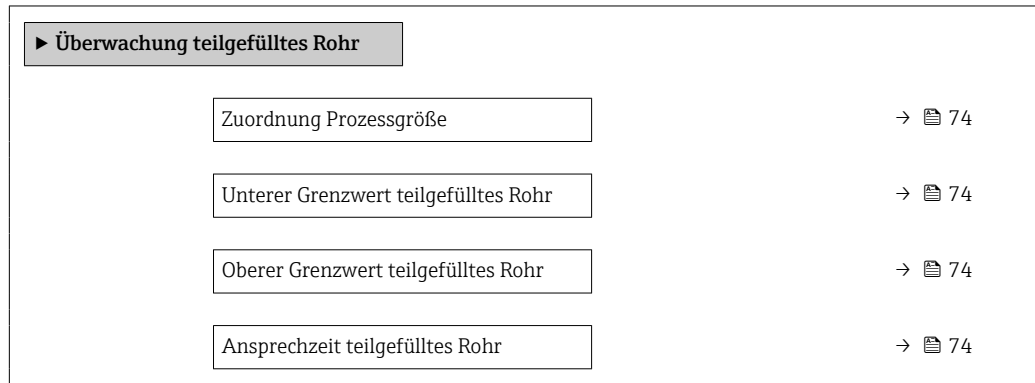 ▶ Überwachung teilgefülltes Rohr
Zuordnung Prozessgröße → 74
Unterer Grenzwert teilgefülltes Rohr → 74
Oberer Grenzwert teilgefülltes Rohr → 74
Ansprechzeit teilgefülltes Rohr → 74